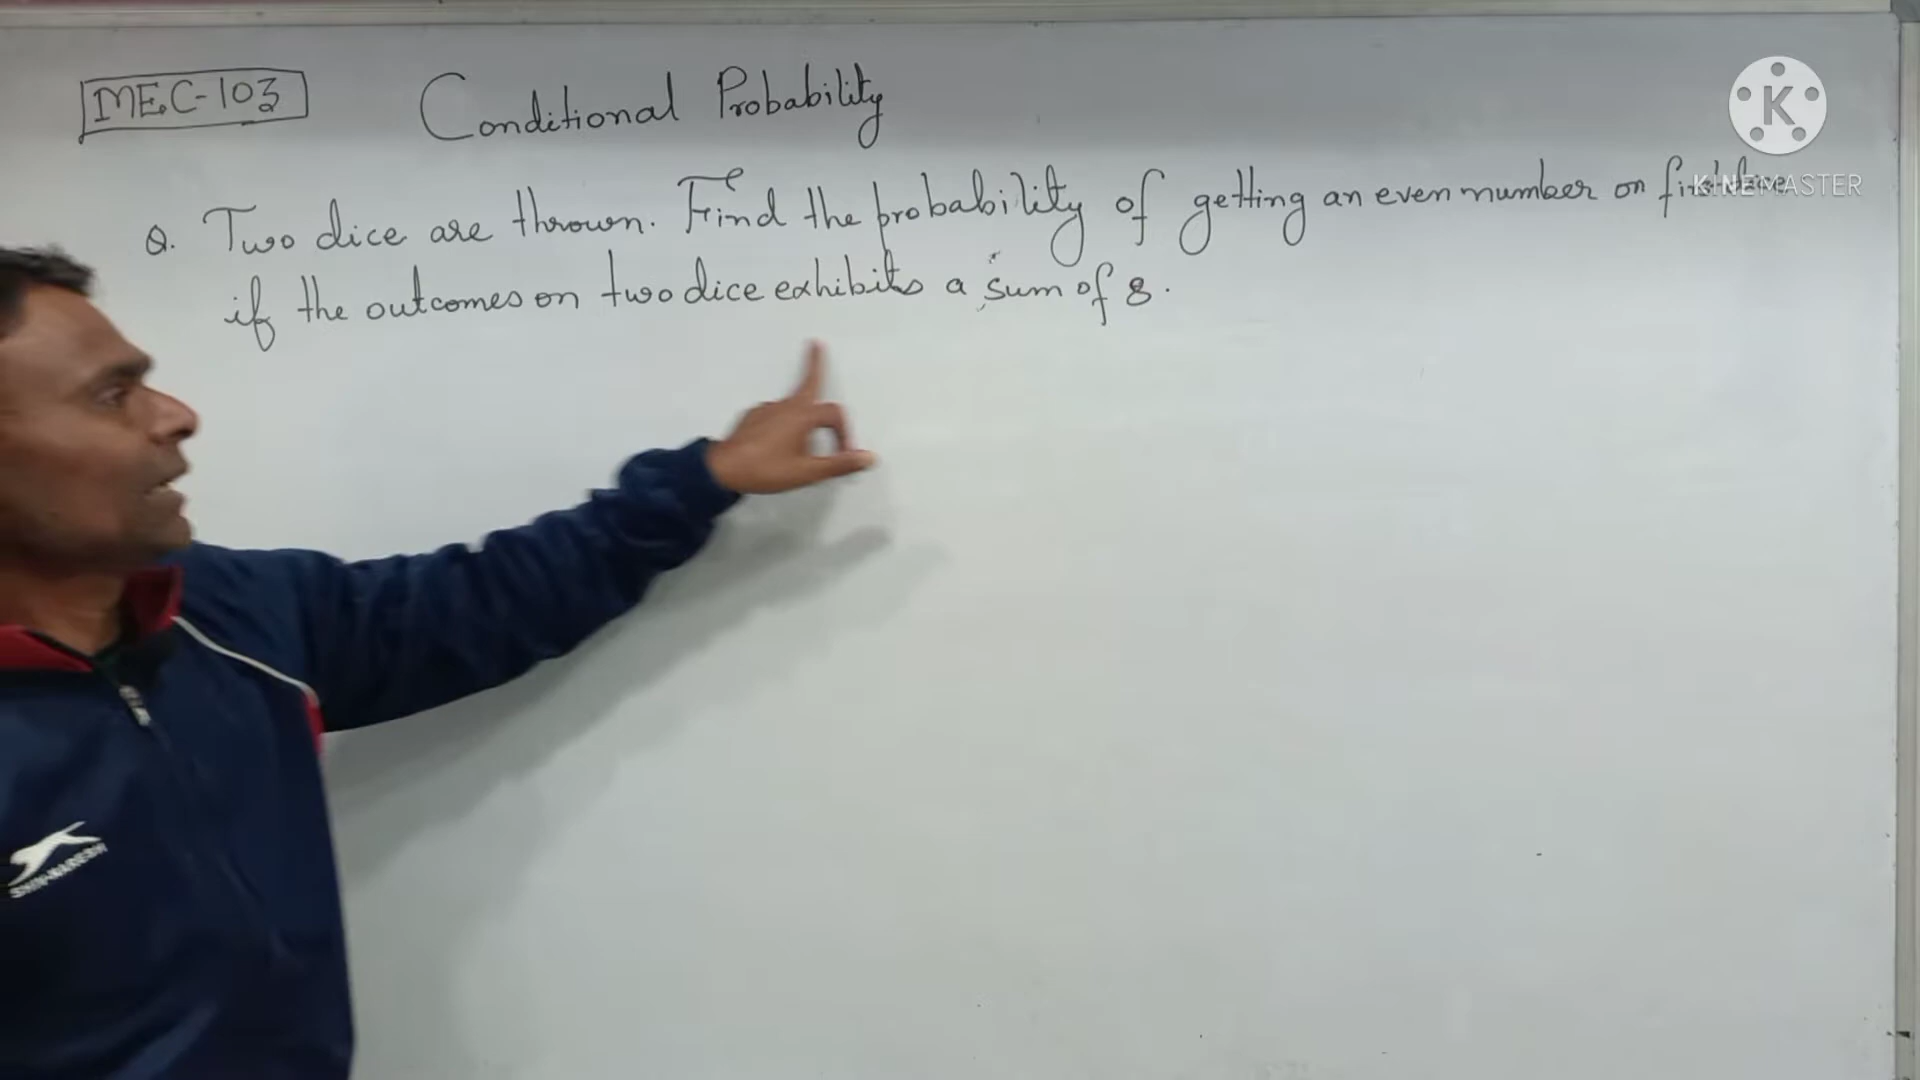 MEC-103
Conditional Probability
K
KINEMASTER
Q. Two dice are thrown. Find the probability of getting an even number on first
if the outcomes on two dice exhibits a sum of 8.